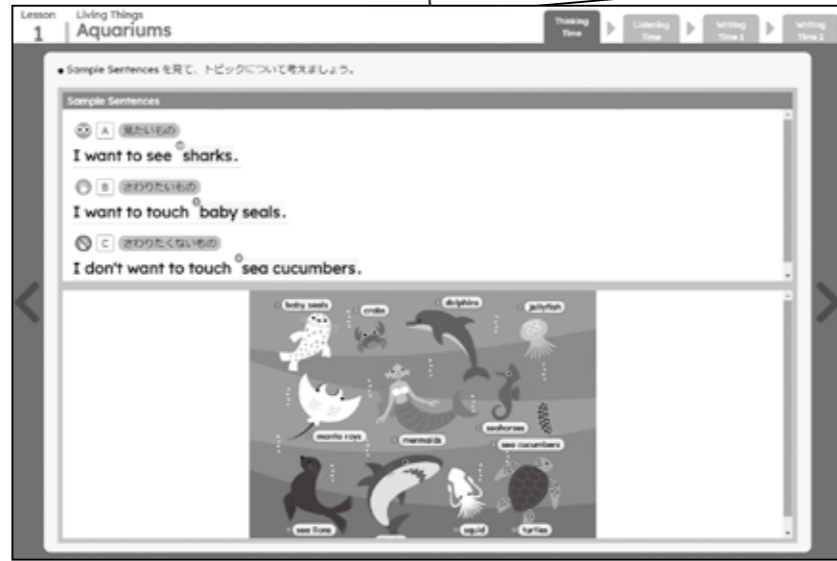 Lesson
1
Living Things
Aquariums
Thinking
Time
Listening
Time
Writing
Time 1
Writing
Time 2
● Sample Sentences を見て、トピックについて考えましょう。
Sample Sentences
A 見たいもの
I want to see sharks.
B さわりたいもの
I want to touch baby seals.
C さわりたくないもの
I don't want to touch sea cucumbers.
baby seals
crabs
dolphins
jellyfish
manta rays
mermaids
seahorses
sea cucumbers
sea lions
squid
turtles